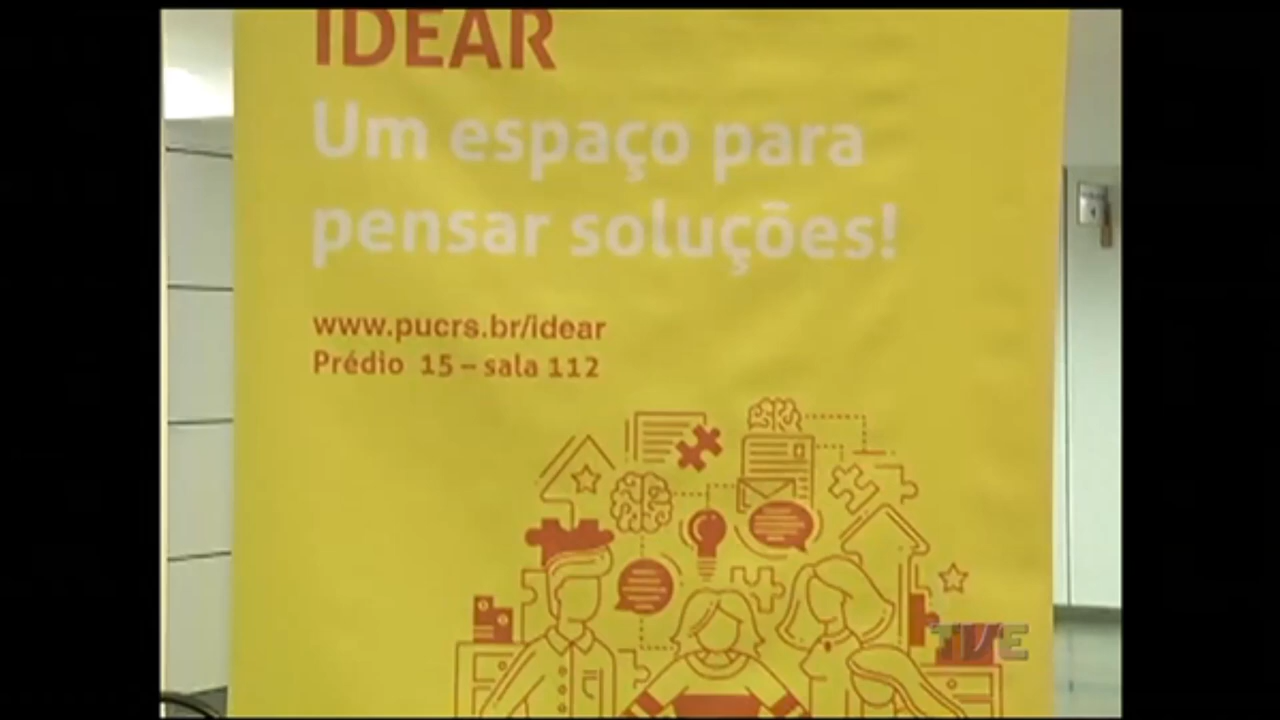 IDEAR
Um espaço para
pensar soluções!
www.pucrs.br/idear
Prédio 15 – sala 112
TVE